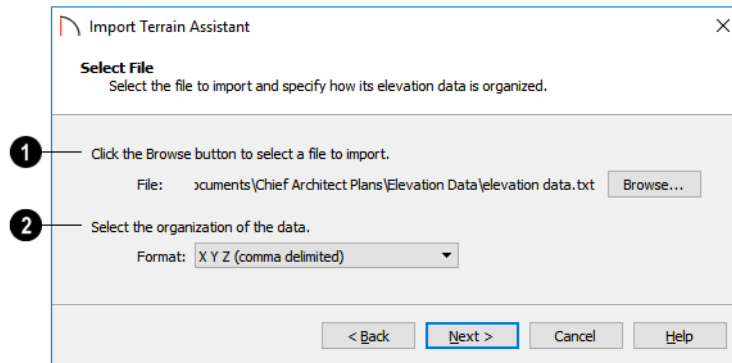 Import Terrain Assistant
Select File
Select the file to import and specify how its elevation data is organized.
1 Click the Browse button to select a file to import.
File: ocuments\Chief Architect Plans\Elevation Data\elevation data.txt Browse...
2 Select the organization of the data.
Format: X Y Z (comma delimited)
< Back Next > Cancel Help